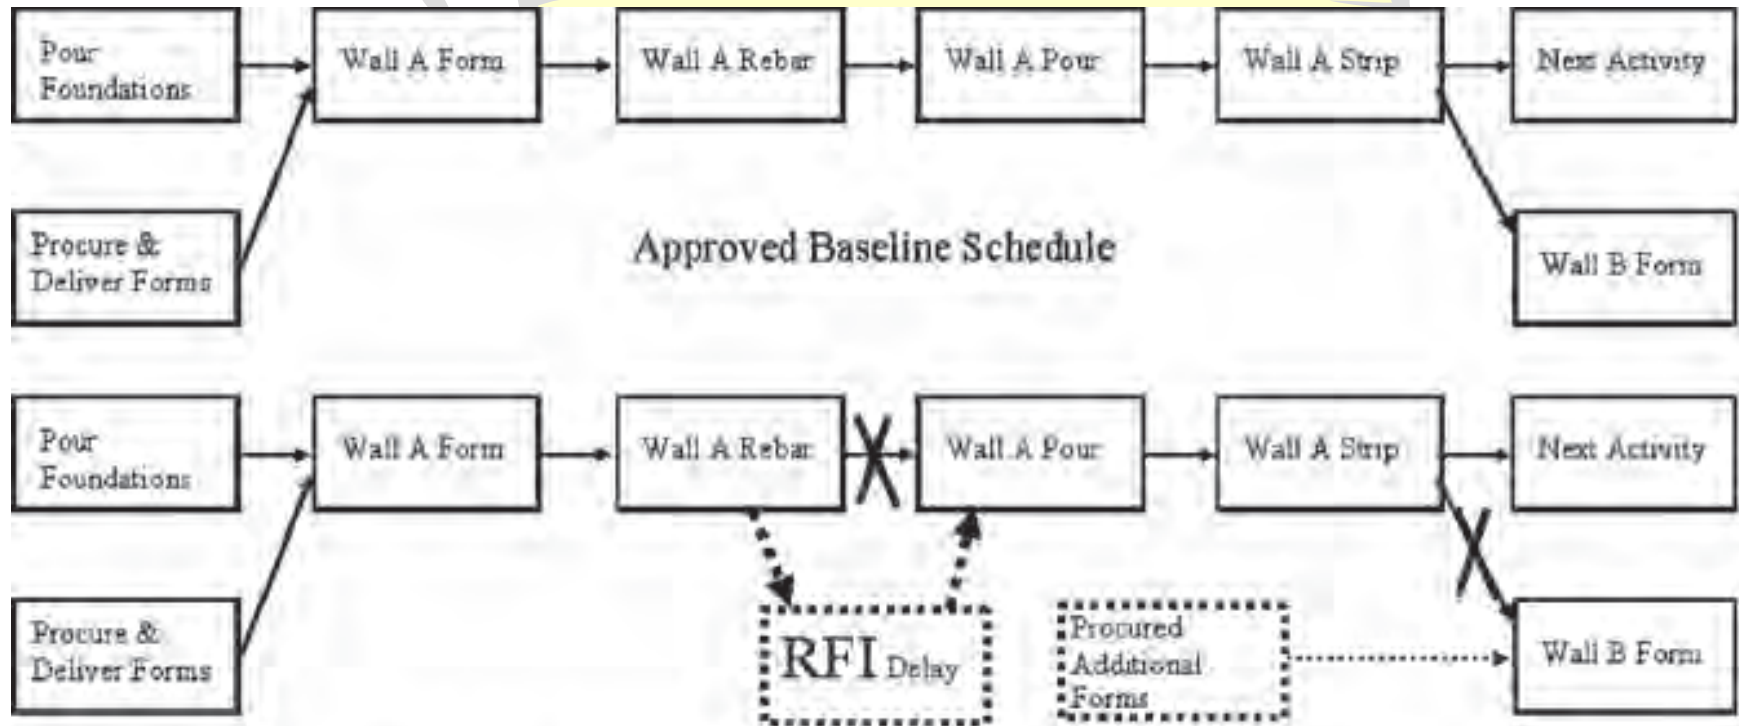 Pour
Foundations
Wall A Form
Wall A Rebar
Wall A Pour
Wall A Strip
Next Activity
Procure &
Deliver Forms
Approved Baseline Schedule
Wall B Form
Pour
Foundations
Wall A Form
Wall A Rebar
Wall A Pour
Wall A Strip
Next Activity
Procure &
Deliver Forms
RFI Delay
Procured
Additional
Forms
Wall B Form